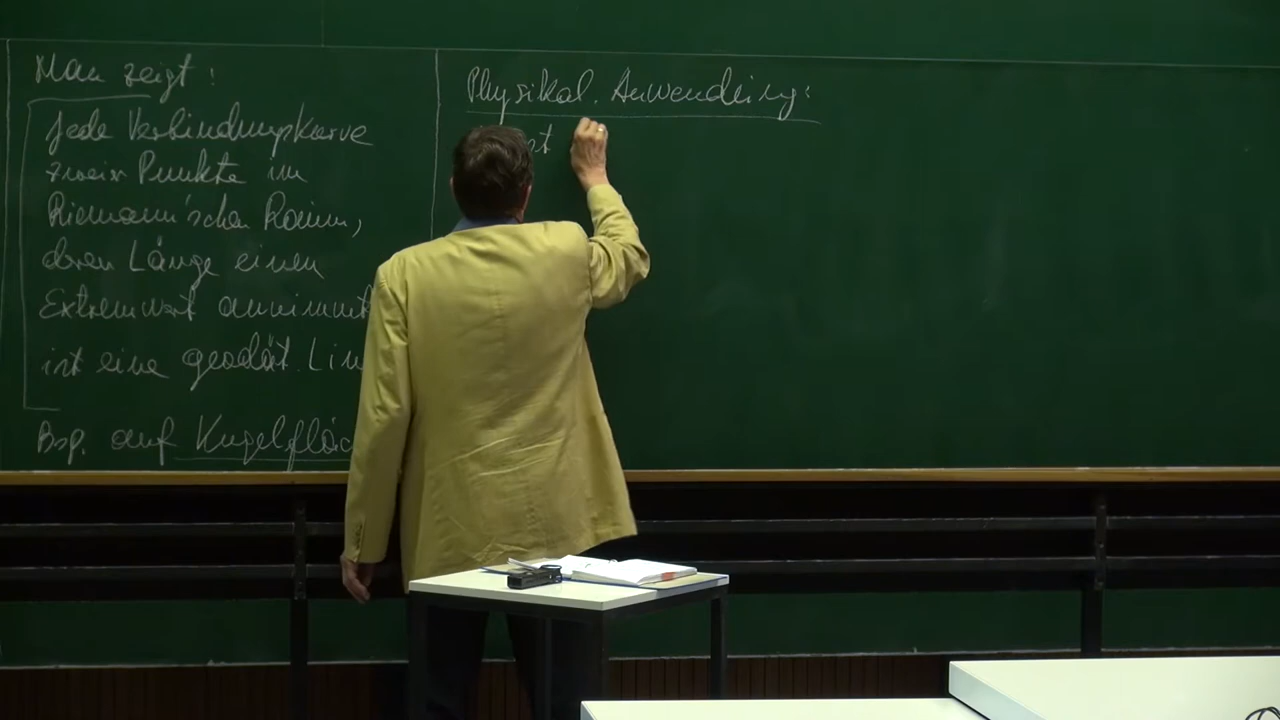 Man zeigt:
Jede Verbindungskurve
zweier Punkte im
Riemann'schen Raum,
deren Länge einen
Extremwert annimmt
ist eine geodät. Lin
Bsp. auf Kugelfläc
Physikal. Anwendung:
st